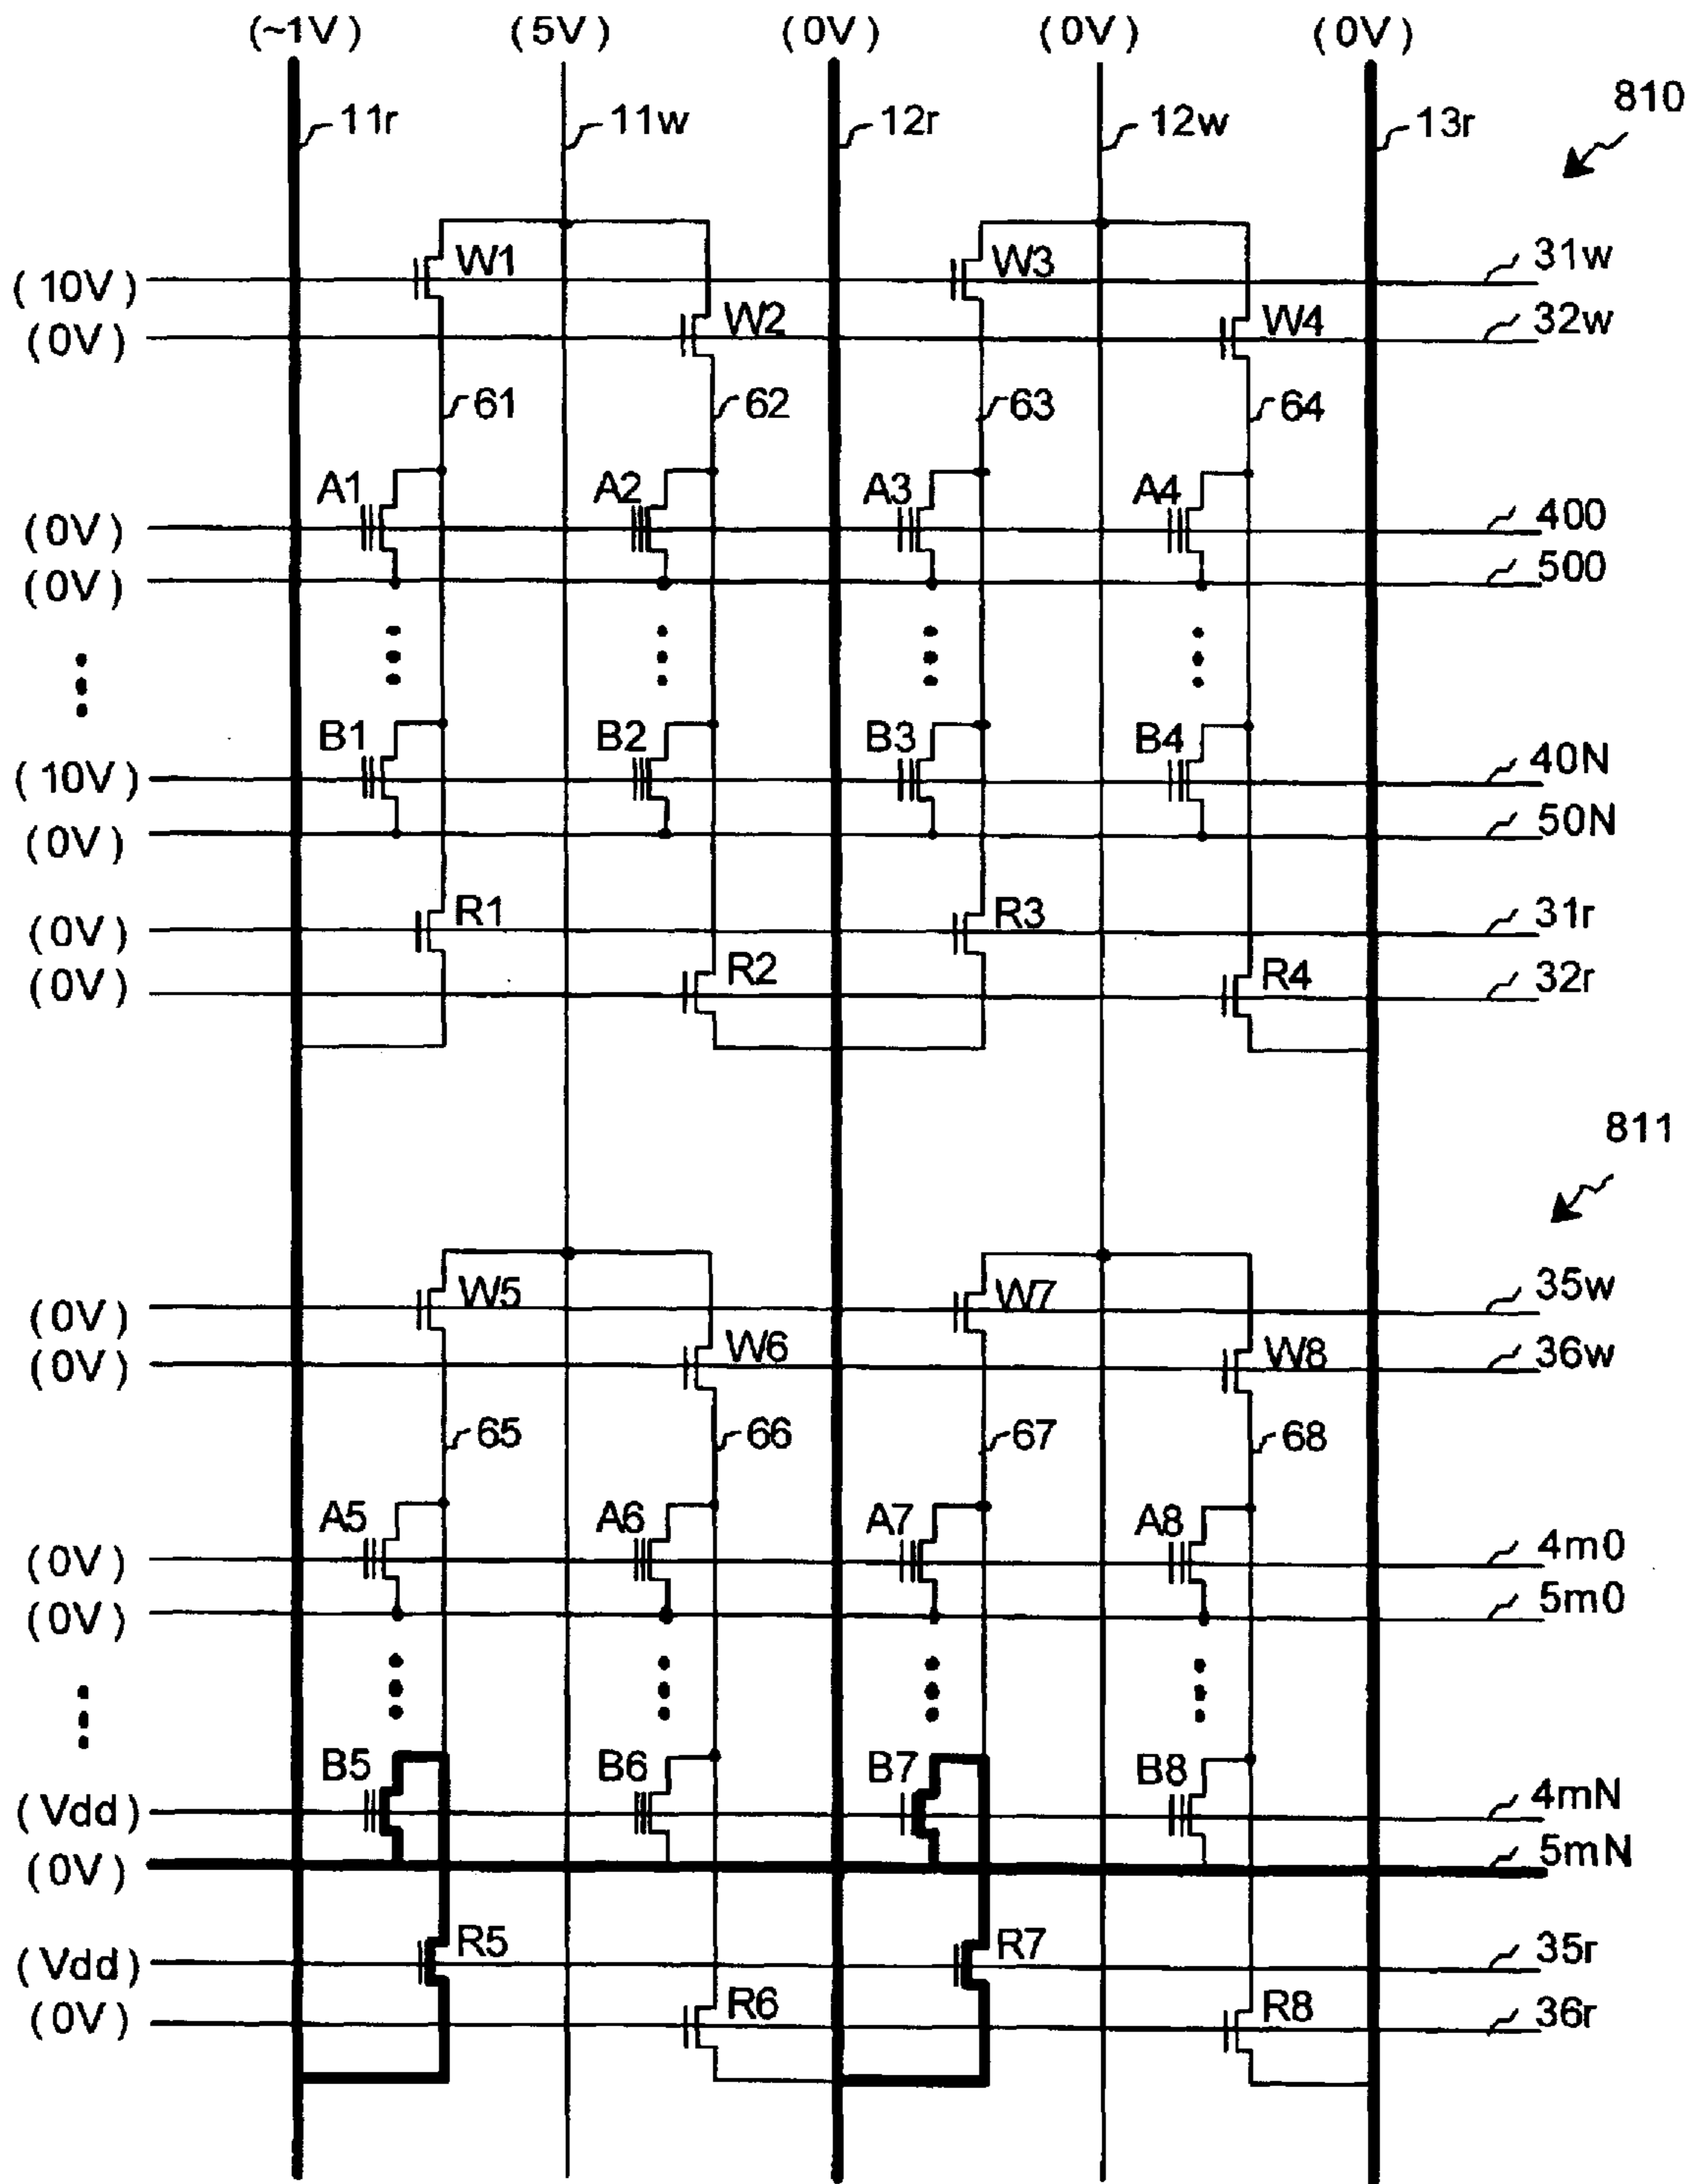 (~1V) (5V) (0V) (0V) (0V)
810
11r 11w 12r 12w 13r
(10V) W1 W3 31w
(0V) W2 W4 32w
61 62 63 64
A1 A2 A3 A4
(0V) 400
(0V) 500
B1 B2 B3 B4
(10V) 40N
(0V) 50N
(0V) R1 R3 31r
(0V) R2 R4 32r
811
(0V) W5 W7 35w
(0V) W6 W8 36w
65 66 67 68
A5 A6 A7 A8
(0V) 4m0
(0V) 5m0
B5 B6 B7 B8
(Vdd) 4mN
(0V) 5mN
(Vdd) R5 R7 35r
(0V) R6 R8 36r